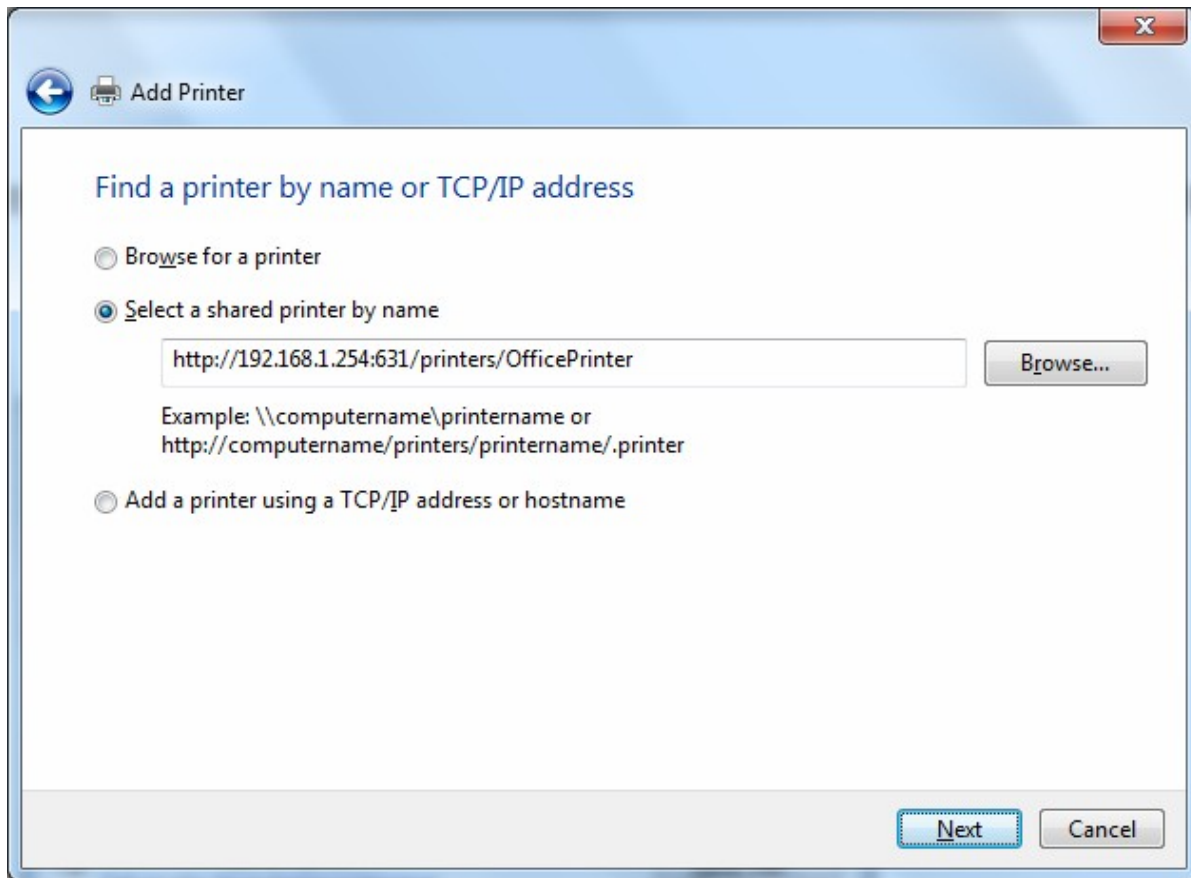 Add Printer
Find a printer by name or TCP/IP address
Browse for a printer
Select a shared printer by name
http://192.168.1.254:631/printers/OfficePrinter
Browse...
Example: \\computername\printername or
http://computername/printers/printername/.printer
Add a printer using a TCP/IP address or hostname
Next
Cancel